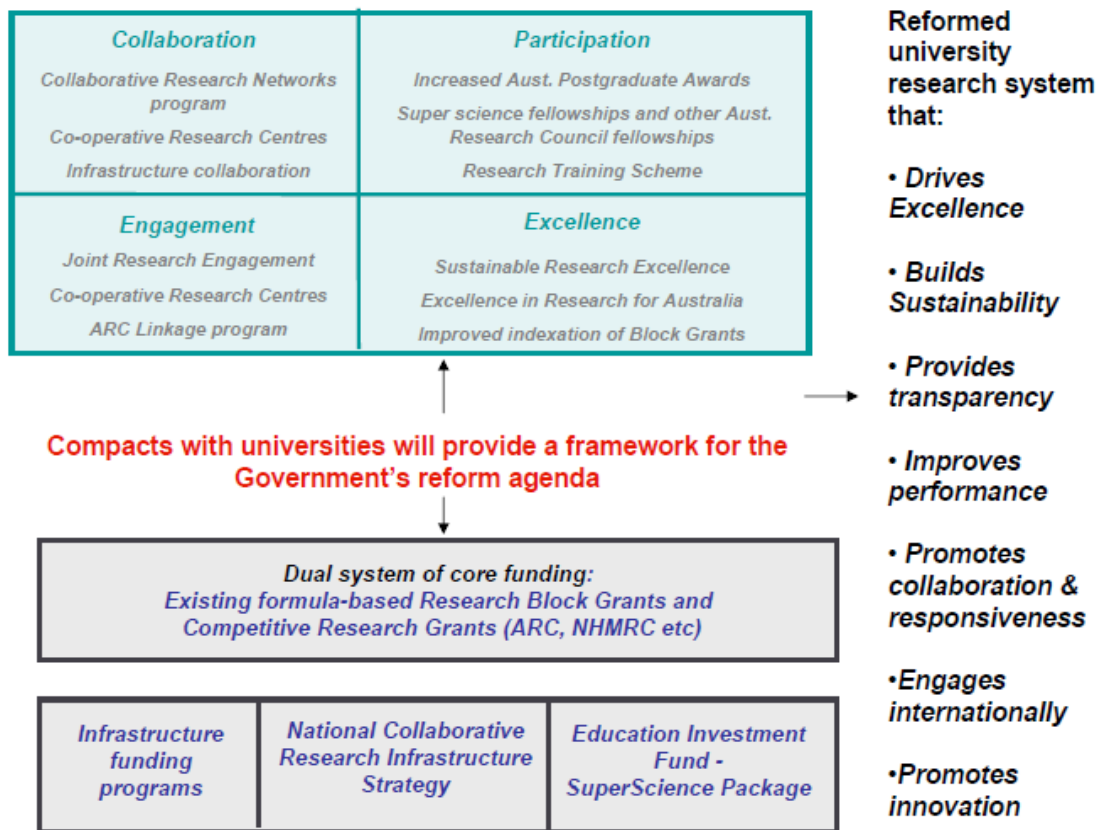 Collaboration
Collaborative Research Networks
program
Co-operative Research Centres
Infrastructure collaboration
Participation
Increased Aust. Postgraduate Awards
Super science fellowships and other Aust.
Research Council fellowships
Research Training Scheme
Engagement
Joint Research Engagement
Co-operative Research Centres
ARC Linkage program
Excellence
Sustainable Research Excellence
Excellence in Research for Australia
Improved indexation of Block Grants
Compacts with universities will provide a framework for the
Government's reform agenda
Dual system of core funding:
Existing formula-based Research Block Grants and
Competitive Research Grants (ARC, NHMRC etc)
Infrastructure
funding
programs
National Collaborative
Research Infrastructure
Strategy
Education Investment
Fund -
SuperScience Package
Reformed
university
research system
that:
• Drives
Excellence
• Builds
Sustainability
• Provides
transparency
• Improves
performance
• Promotes
collaboration &
responsiveness
•Engages
internationally
•Promotes
innovation